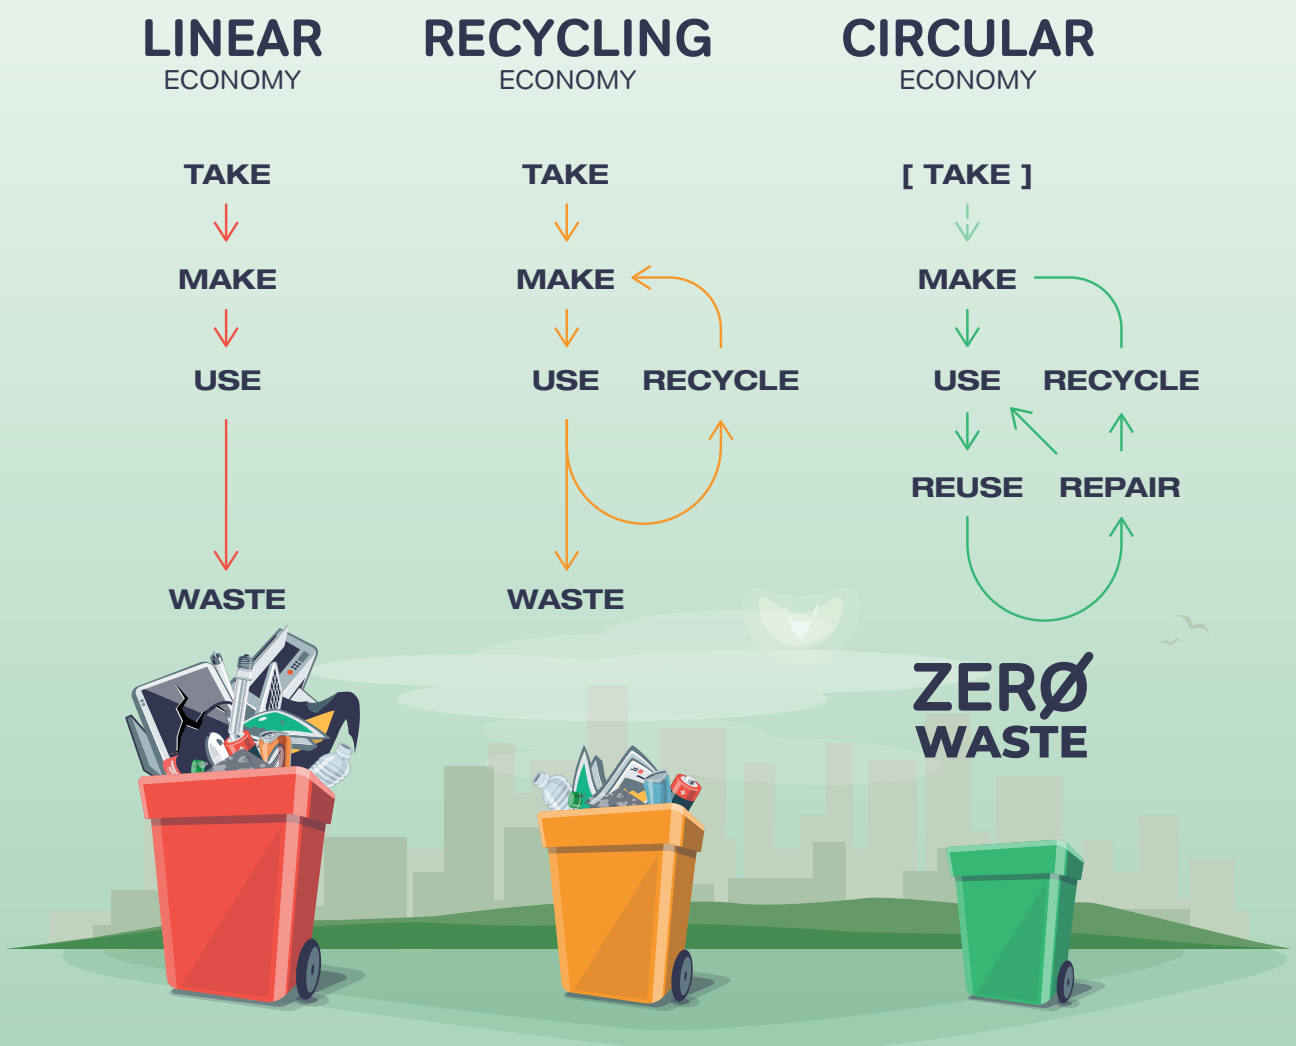 LINEAR
ECONOMY
TAKE
MAKE
USE
WASTE
RECYCLING
ECONOMY
TAKE
MAKE
USE
RECYCLE
WASTE
CIRCULAR
ECONOMY
[ TAKE ]
MAKE
USE
RECYCLE
REUSE
REPAIR
ZERØ
WASTE